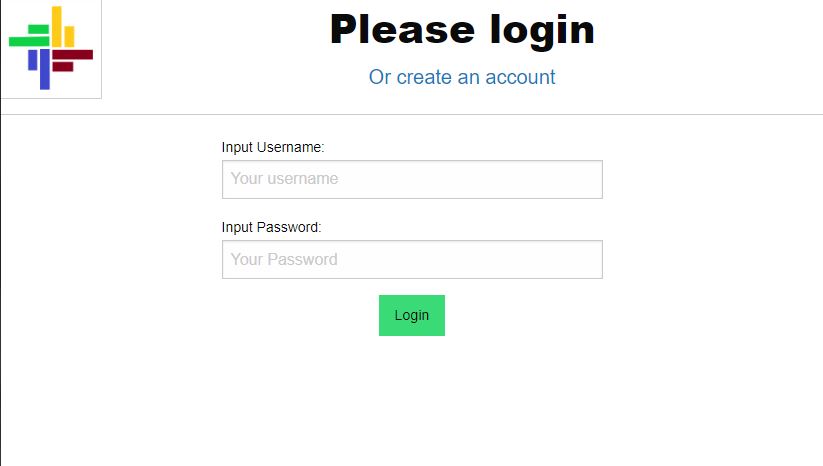 Please login
Or create an account
Input Username:
Your username
Input Password:
Your Password
Login